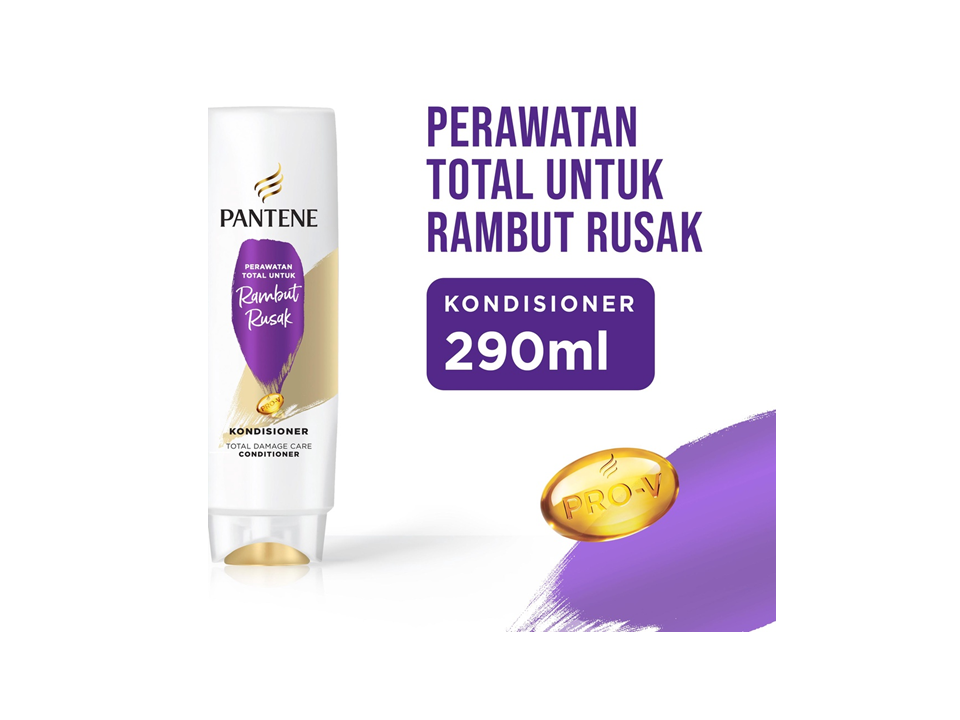 PANTENE
PERAWATAN
TOTAL UNTUK
Rambut
Rusak
PRO-V
KONDISIONER
TOTAL DAMAGE CARE
CONDITIONER
PERAWATAN
TOTAL UNTUK
RAMBUT RUSAK
KONDISIONER
290ml
PRO-V